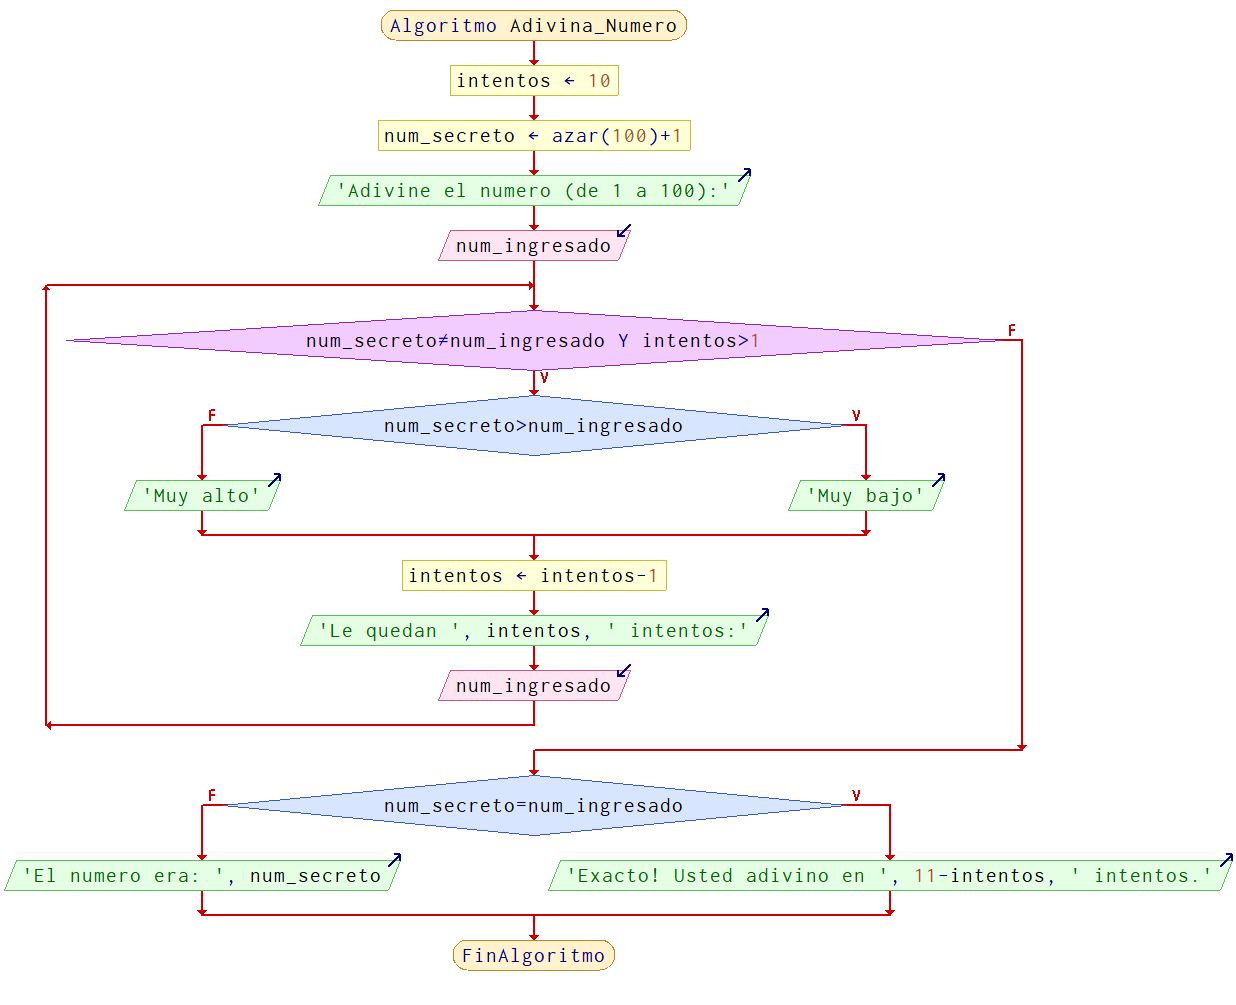 Algoritmo Adivina_Numero
intentos ← 10
num_secreto ← azar(100)+1
'Adivine el numero (de 1 a 100):'
num_ingresado
num_secreto≠num_ingresado Y intentos>1
F
V
num_secreto>num_ingresado
F
V
'Muy alto'
'Muy bajo'
intentos ← intentos-1
'Le quedan ', intentos, ' intentos:'
num_ingresado
num_secreto=num_ingresado
F
V
'El numero era: ', num_secreto
'Exacto! Usted adivino en ', 11-intentos, ' intentos.'
FinAlgoritmo